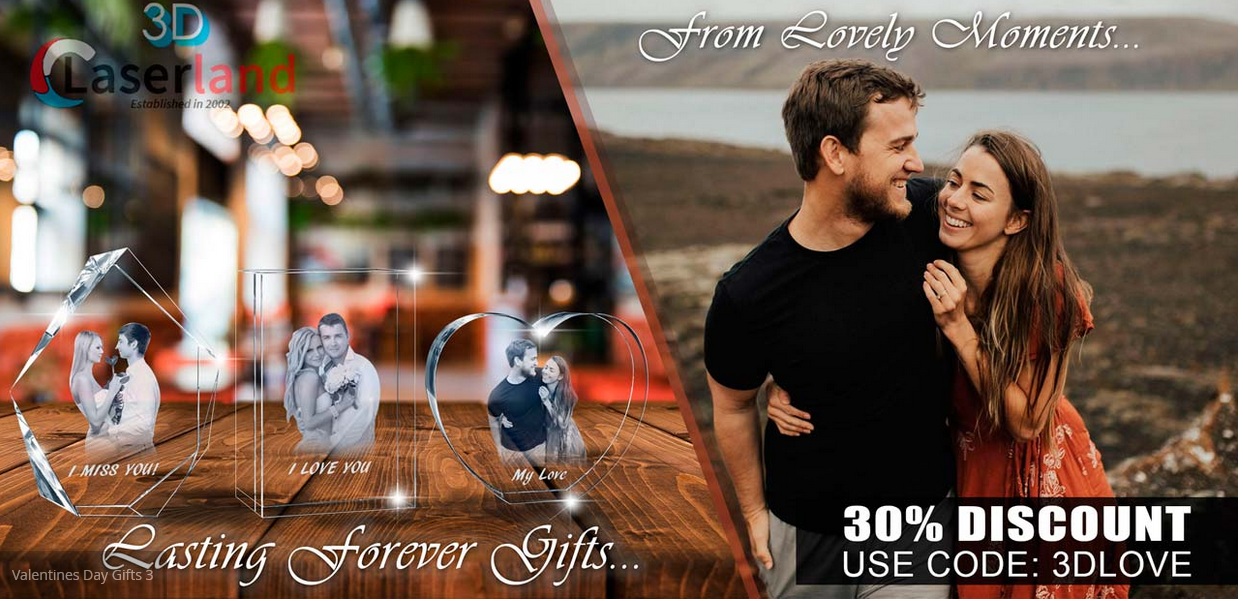 3D
Laserland
Established in 2002
From Lovely Moments...
I MISS YOU!
I LOVE YOU
My Love
Lasting Forever Gifts...
Valentines Day Gifts 3
30% DISCOUNT
USE CODE: 3DLOVE